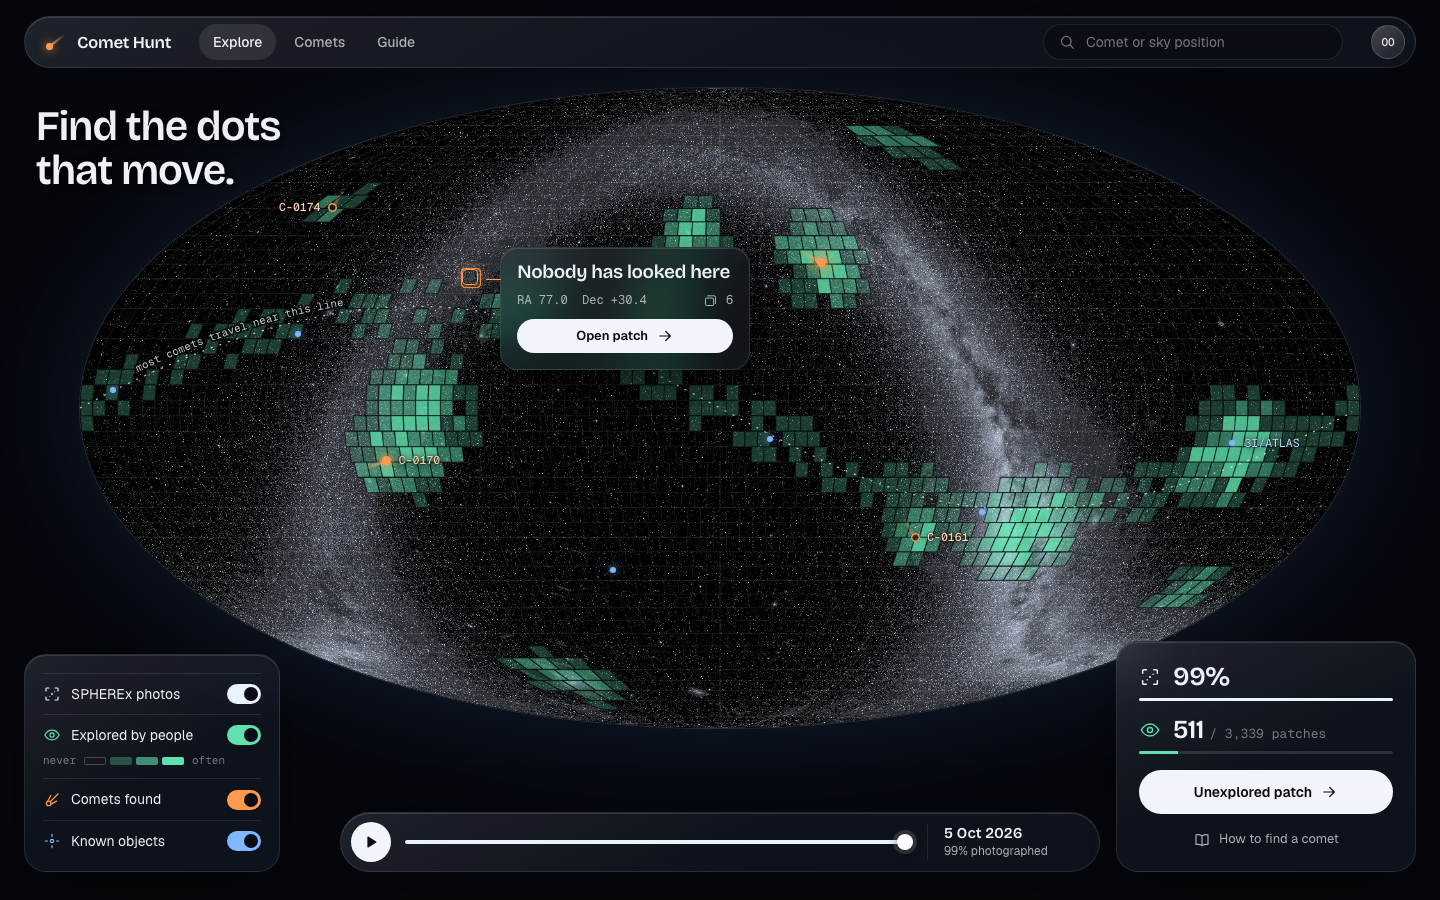 Comet Hunt
Explore
Comets
Guide
Comet or sky position
00
Find the dots
that move.
C-0174
Nobody has looked here
RA 77.0 Dec +30.4
6
Open patch
most comets travel near this line
C-0170
3I/ATLAS
C-0161
SPHEREx photos
Explored by people
never
often
Comets found
Known objects
5 Oct 2026
99% photographed
99%
511 / 3,339 patches
Unexplored patch
How to find a comet